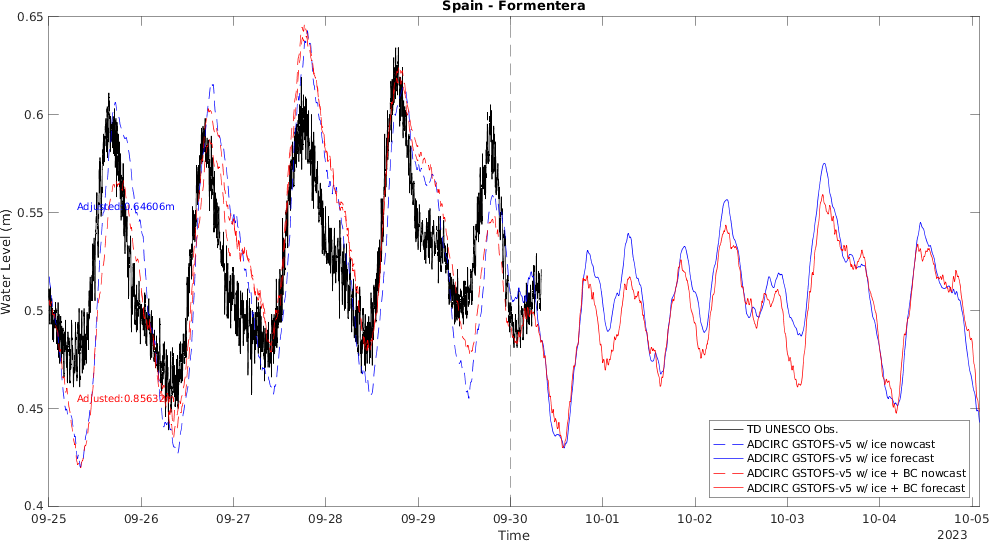 Spain - Formentera
0.65
0.6
0.55
0.5
0.45
0.4
Water Level (m)
Adjusted:0.64606m
Adjusted:0.85632m
TD UNESCO Obs.
ADCIRC GSTOFS-v5 w/ ice nowcast
ADCIRC GSTOFS-v5 w/ ice forecast
ADCIRC GSTOFS-v5 w/ ice + BC nowcast
ADCIRC GSTOFS-v5 w/ ice + BC forecast
09-25 09-26 09-27 09-28 09-29 09-30 10-01 10-02 10-03 10-04 10-05
Time
2023